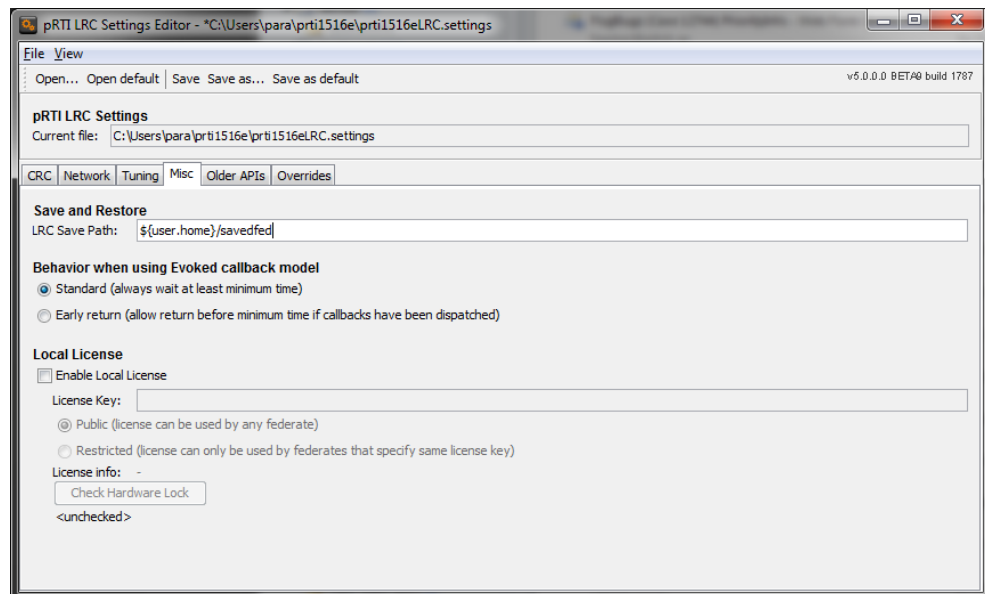 pRTI LRC Settings Editor - *C:\Users\para\prti1516e\prti1516eLRC.settings
File View
Open... Open default Save Save as... Save as default
v5.0.0.0 BETA9 build 1787
pRTI LRC Settings
Current file: C:\Users\para\prti1516e\prti1516eLRC.settings
CRC Network Tuning Misc Older APIs Overrides
Save and Restore
LRC Save Path: ${user.home}/savedfed
Behavior when using Evoked callback model
Standard (always wait at least minimum time)
Early return (allow return before minimum time if callbacks have been dispatched)
Local License
Enable Local License
License Key:
Public (license can be used by any federate)
Restricted (license can only be used by federates that specify same license key)
License info: -
Check Hardware Lock
<unchecked>